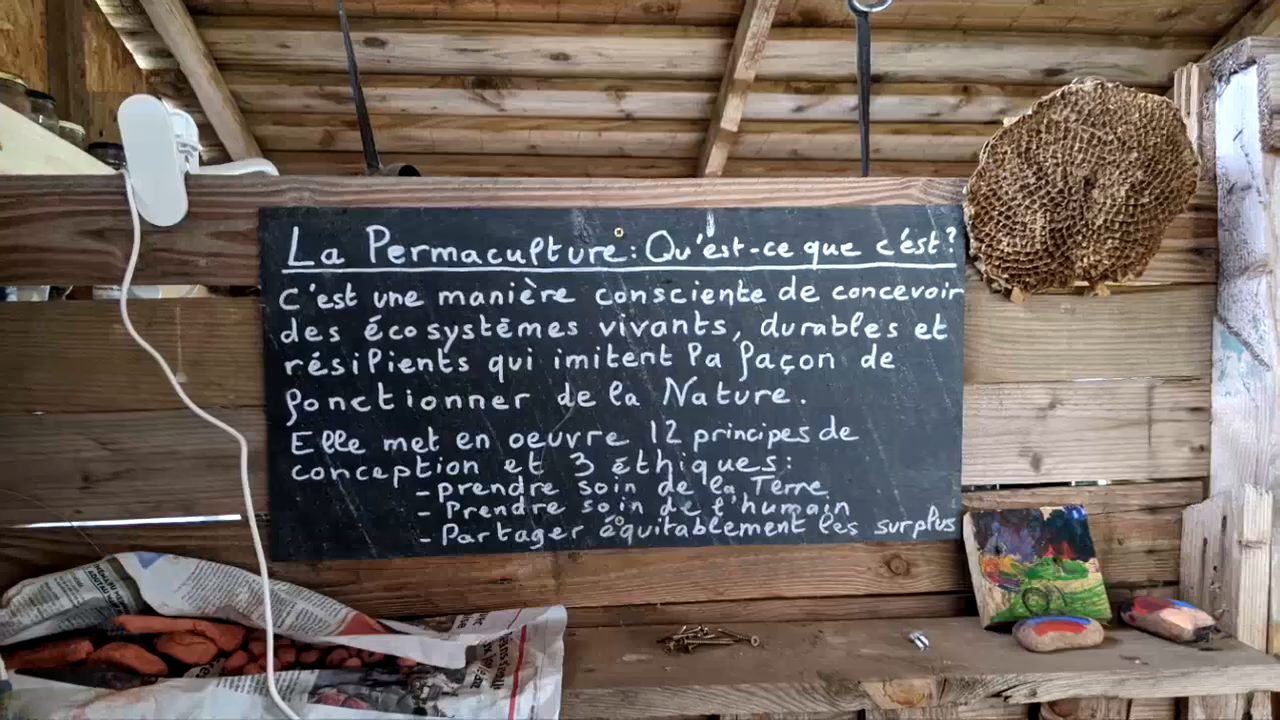 La Permaculture : Qu'est-ce que c'est ?
C'est une manière consciente de concevoir
des écosystèmes vivants, durables et
résilients qui imitent la façon de
fonctionner de la Nature.
Elle met en oeuvre 12 principes de
conception et 3 éthiques :
- prendre soin de la Terre
- Prendre soin de l'humain
- Partager équitablement les surplus